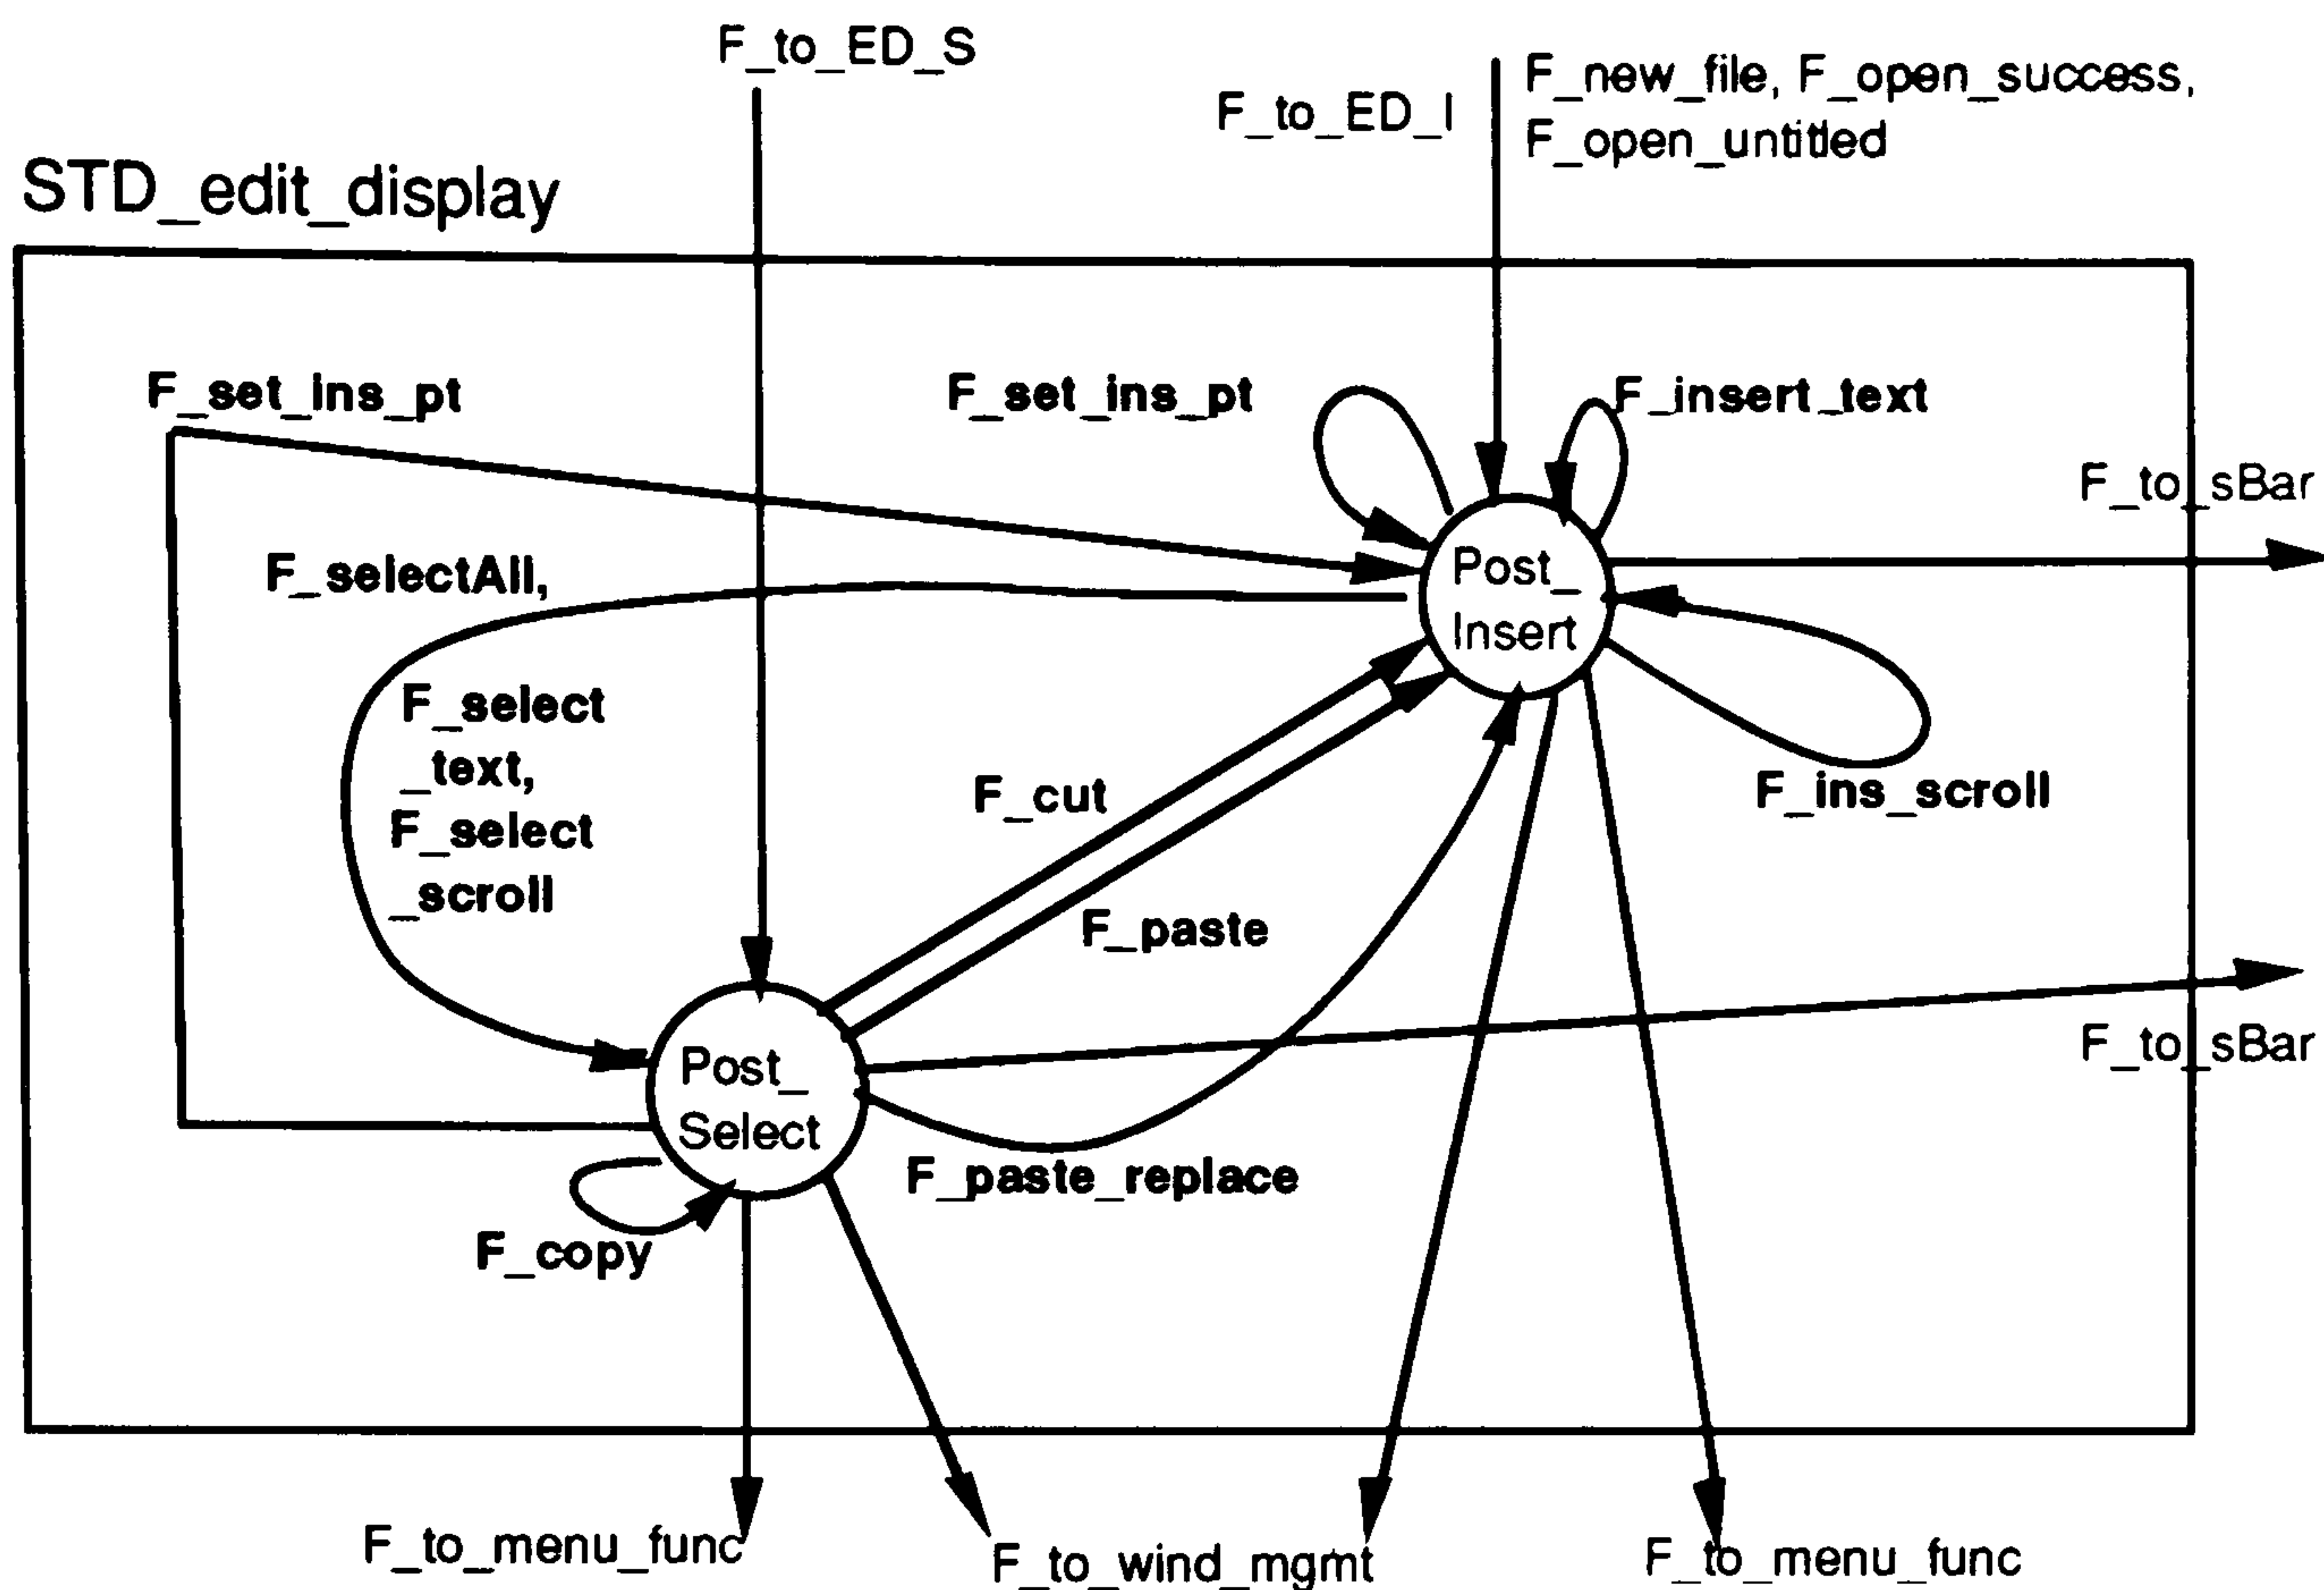 F_to_ED_S
F_to_ED_I
F_new_file, F_open_success,
F_open_untitled
STD_edit_display
F_set_ins_pt
F_set_ins_pt
F_insert_text
F_to_sBar
F_selectAll,
Post_
Insert
F_select
_text,
F_select
_scroll
F_cut
F_ins_scroll
F_paste
F_to_sBar
Post_
Select
F_paste_replace
F_copy
F_to_menu_func
F_to_wind_mgmt
F_to_menu_func